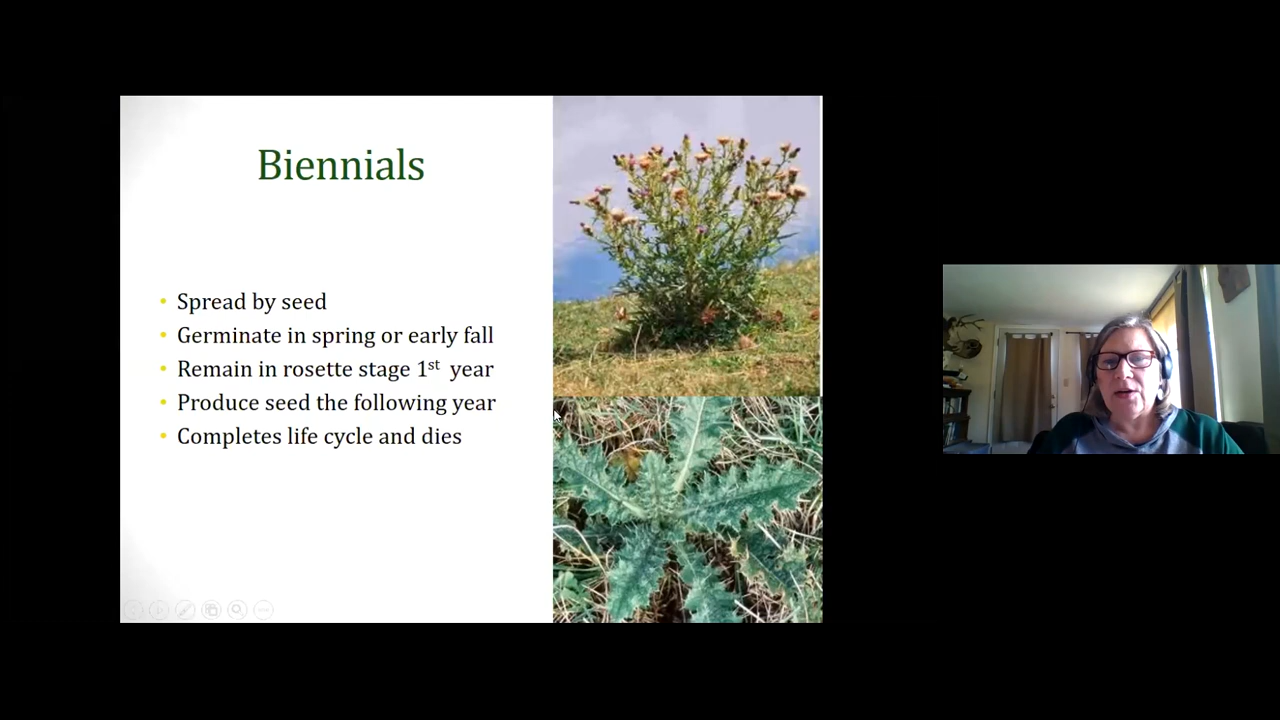 Biennials
• Spread by seed
• Germinate in spring or early fall
• Remain in rosette stage 1st year
• Produce seed the following year
• Completes life cycle and dies